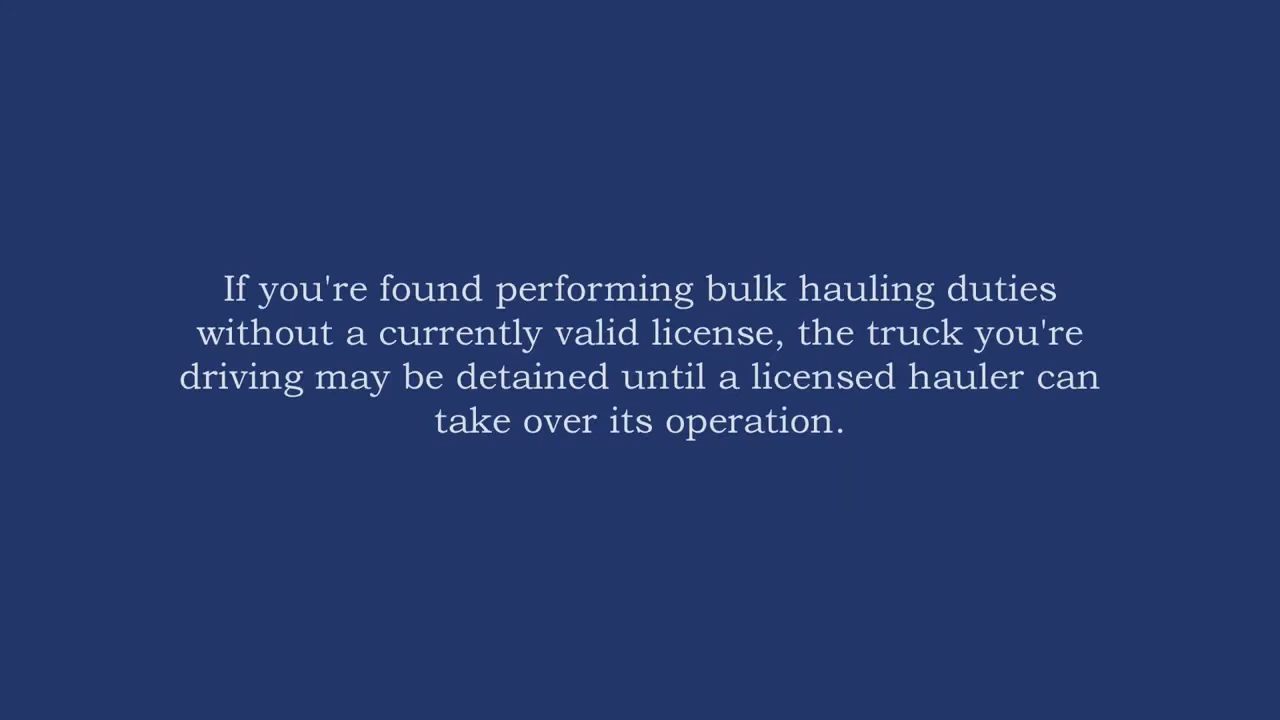 If you're found performing bulk hauling duties
without a currently valid license, the truck you're
driving may be detained until a licensed hauler can
take over its operation.